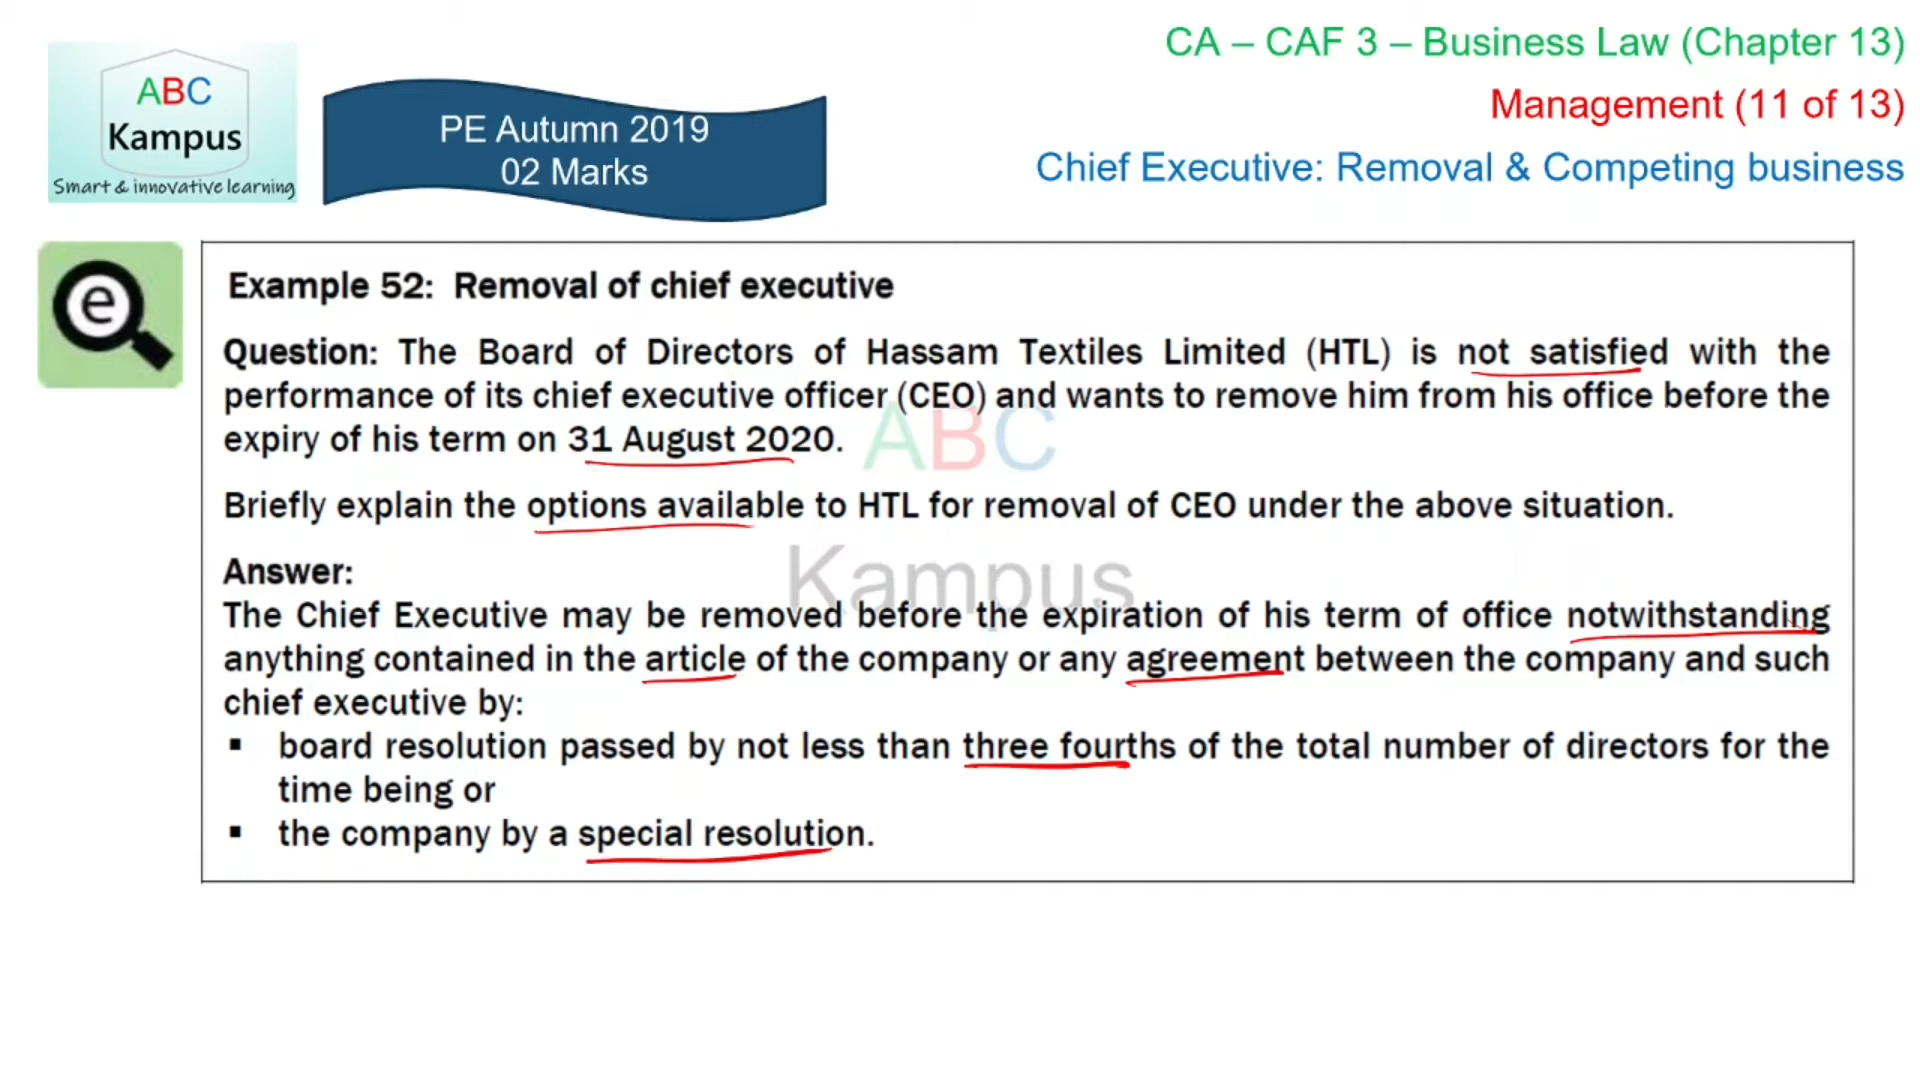 ABC
Kampus
Smart & innovative learning
PE Autumn 2019
02 Marks
CA – CAF 3 – Business Law (Chapter 13)
Management (11 of 13)
Chief Executive: Removal & Competing business
e
Example 52: Removal of chief executive
Question: The Board of Directors of Hassam Textiles Limited (HTL) is not satisfied with the
performance of its chief executive officer (CEO) and wants to remove him from his office before the
expiry of his term on 31 August 2020.
Briefly explain the options available to HTL for removal of CEO under the above situation.
Answer:
The Chief Executive may be removed before the expiration of his term of office notwithstanding
anything contained in the article of the company or any agreement between the company and such
chief executive by:
▪ board resolution passed by not less than three fourths of the total number of directors for the
time being or
▪ the company by a special resolution.
ABC
Kampus